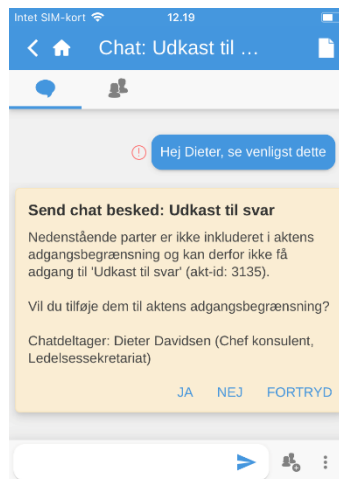 Intet SIM-kort 12.19
Chat: Udkast til ...
Hej Dieter, se venligst dette
Send chat besked: Udkast til svar
Nedenstående parter er ikke inkluderet i aktens
adgangsbegrænsning og kan derfor ikke få
adgang til 'Udkast til svar' (akt-id: 3135).
Vil du tilføje dem til aktens adgangsbegrænsning?
Chatdeltager: Dieter Davidsen (Chef konsulent,
Ledelsessekretariat)
JA NEJ FORTRYD